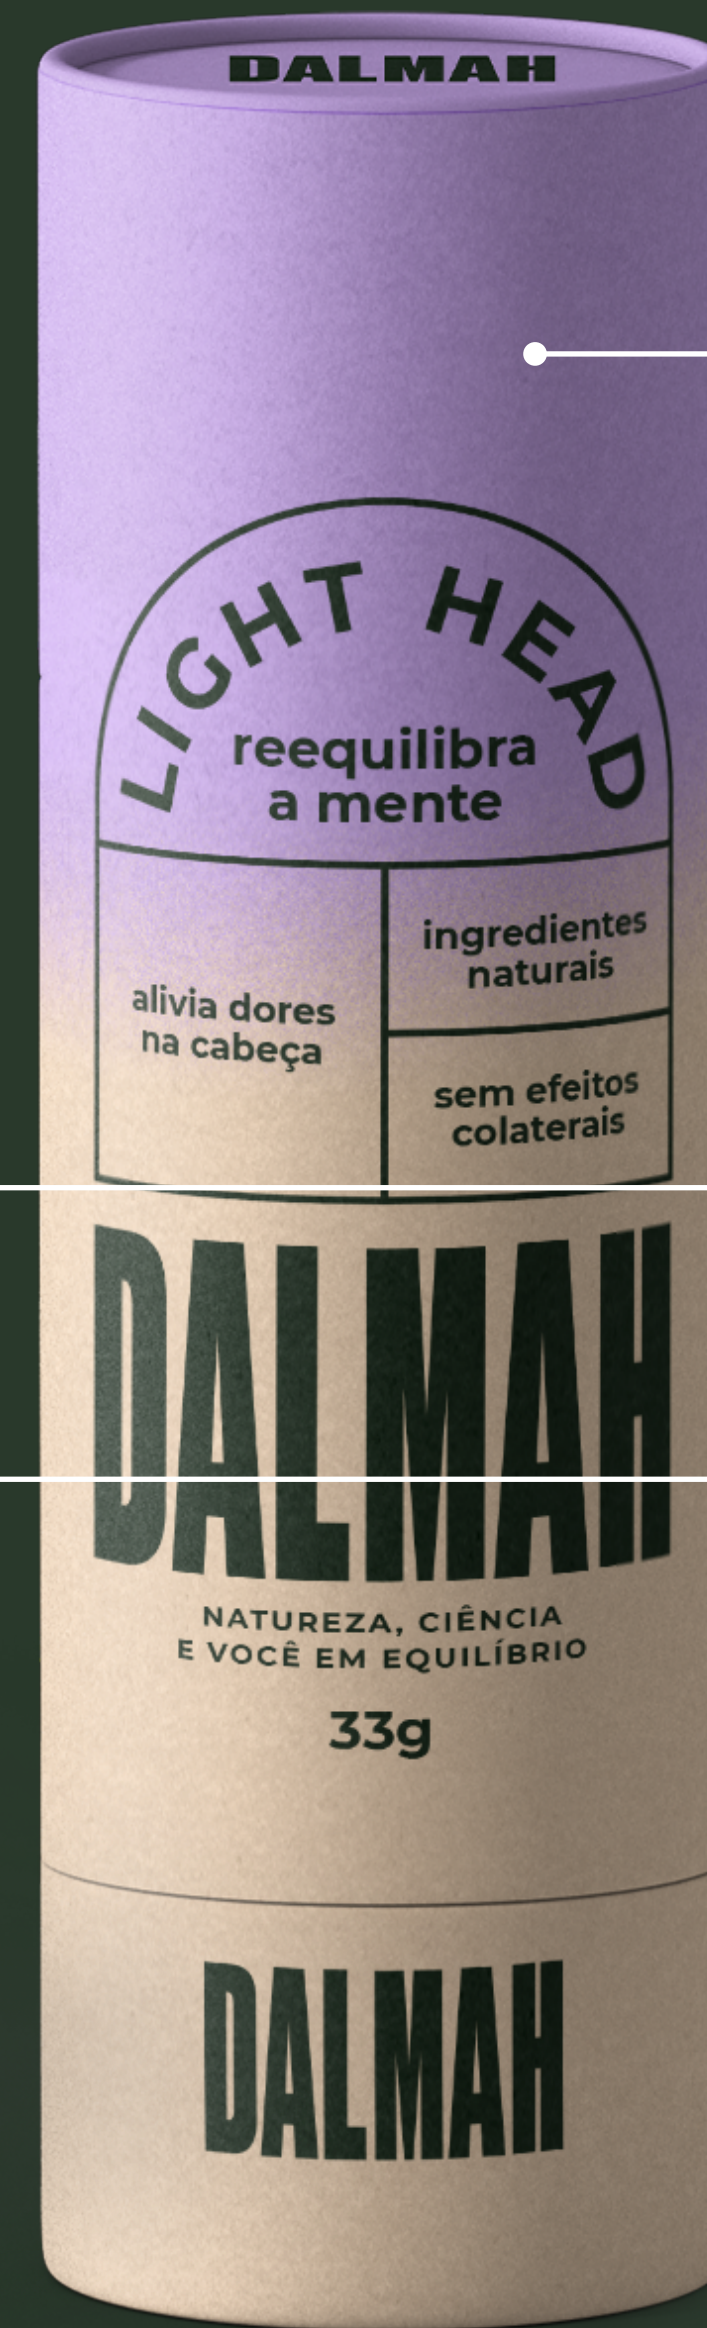 DALMAH
LIGHT HEAD
reequilibra
a mente
alivia dores
na cabeça
ingredientes
naturais
sem efeitos
colaterais
DALMAH
NATUREZA, CIÊNCIA
E VOCÊ EM EQUILÍBRIO
33g
DALMAH